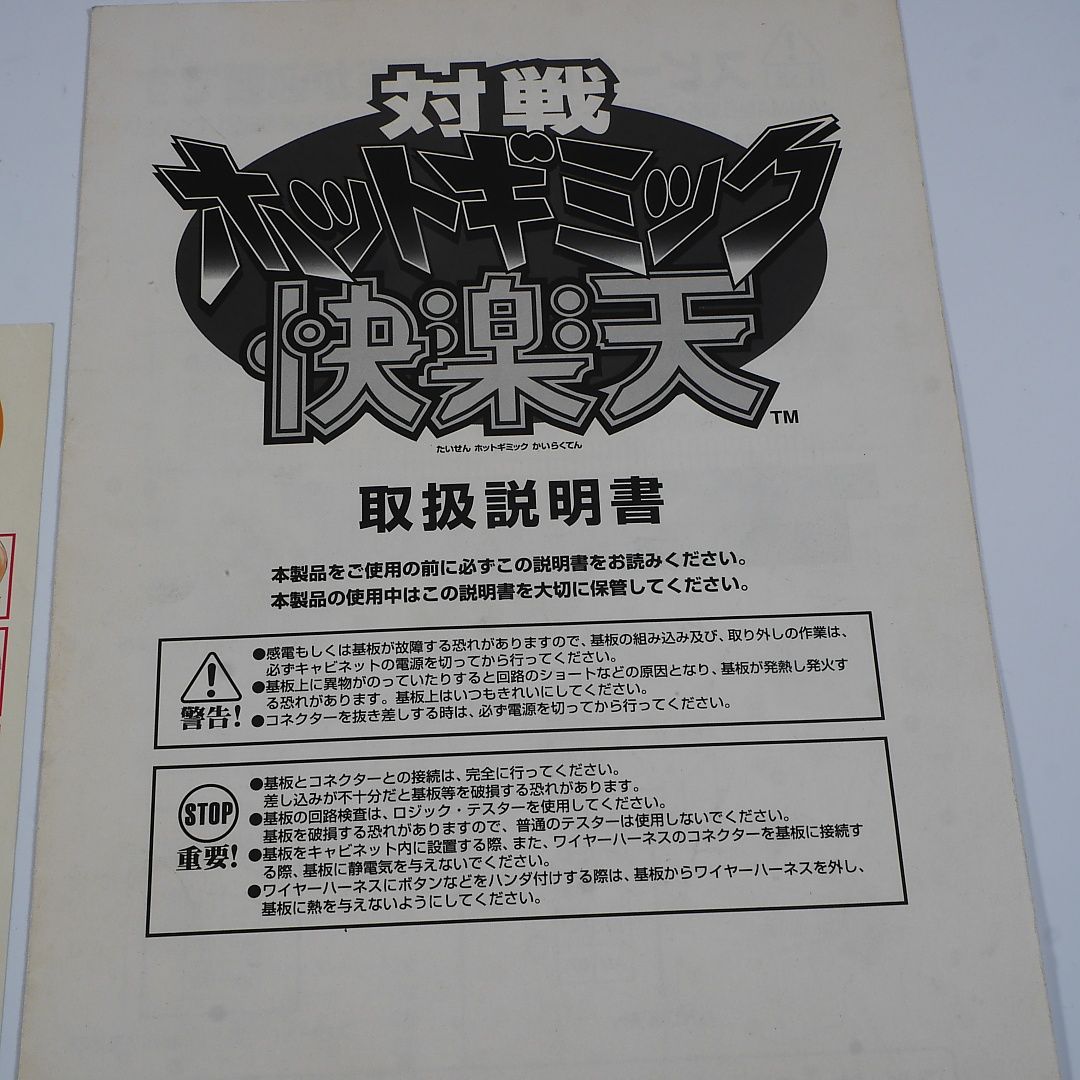 対戦
ホットギミック
快楽天
TM
たいせん ホットギミック かいらくてん
取扱説明書
本製品をご使用の前に必ずこの説明書をお読みください。
本製品の使用中はこの説明書を大切に保管してください。
●感電もしくは基板が故障する恐れがありますので、基板の組み込み及び、取り外しの作業は、
必ずキャビネットの電源を切ってから行ってください。
●基板上に異物がのっていたりすると回路のショートなどの原因となり、基板が発熱し発火す
る恐れがあります。基板上はいつもきれいにしてください。
●コネクターを抜き差しする時は、必ず電源を切ってから行ってください。
警告!
●基板とコネクターとの接続は、完全に行ってください。
差し込みが不十分だと基板等を破損する恐れがあります。
●基板の回路検査は、ロジック・テスターを使用してください。
基板を破損する恐れがありますので、普通のテスターは使用しないでください。
●基板をキャビネット内に設置する際、また、ワイヤーハーネスのコネクターを基板に接続す
る際、基板に静電気を与えないでください。
●ワイヤーハーネスにボタンなどをハンダ付けする際は、基板からワイヤーハーネスを外し、
基板に熱を与えないようにしてください。
STOP
重要!